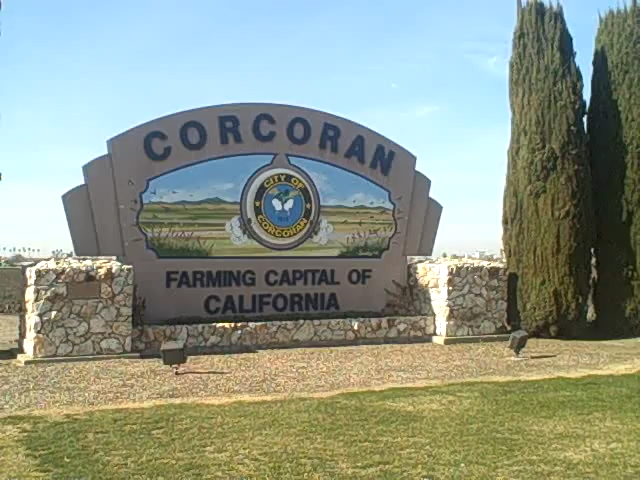 CORCORAN
CITY OF
CORCORAN
FARMING CAPITAL OF
CALIFORNIA